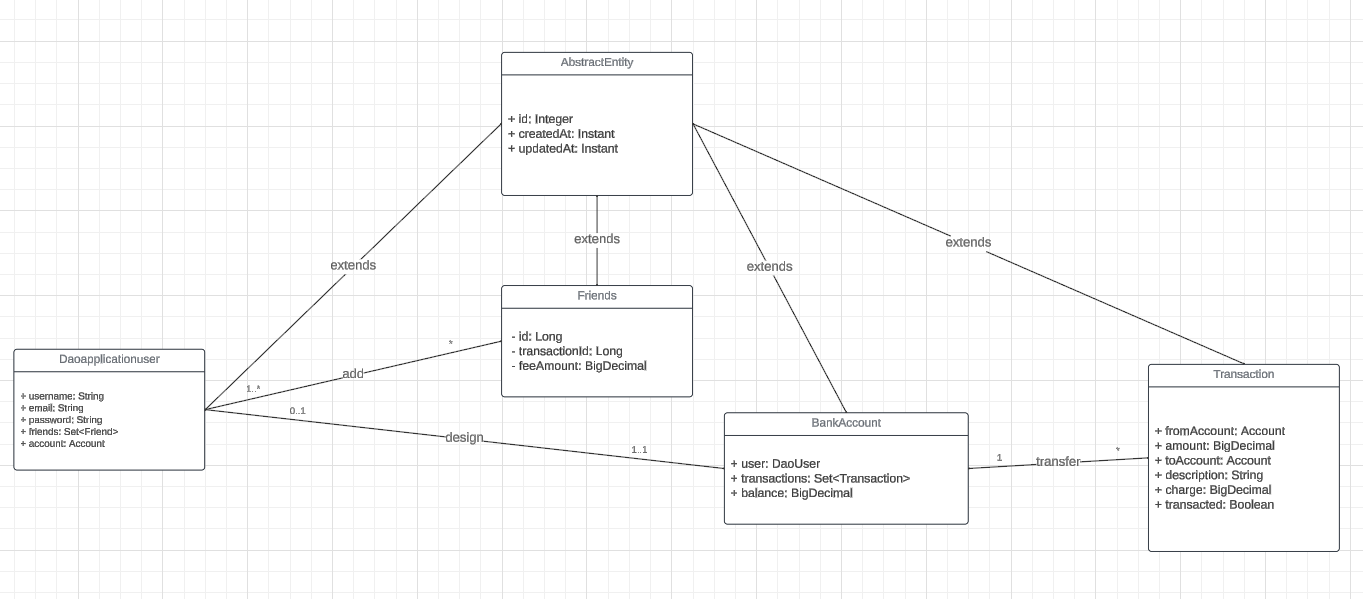 AbstractEntity
+ id: Integer
+ createdAt: Instant
+ updatedAt: Instant
extends
extends
extends
extends
Friends
- id: Long
- transactionId: Long
- feeAmount: BigDecimal
Daoapplicationuser
+ username: String
+ email: String
+ password: String
+ friends: Set<Friend>
+ account: Account
1..*
add
*
0..1
design
1..1
BankAccount
+ user: DaoUser
+ transactions: Set<Transaction>
+ balance: BigDecimal
1
transfer
*
Transaction
+ fromAccount: Account
+ amount: BigDecimal
+ toAccount: Account
+ description: String
+ charge: BigDecimal
+ transacted: Boolean